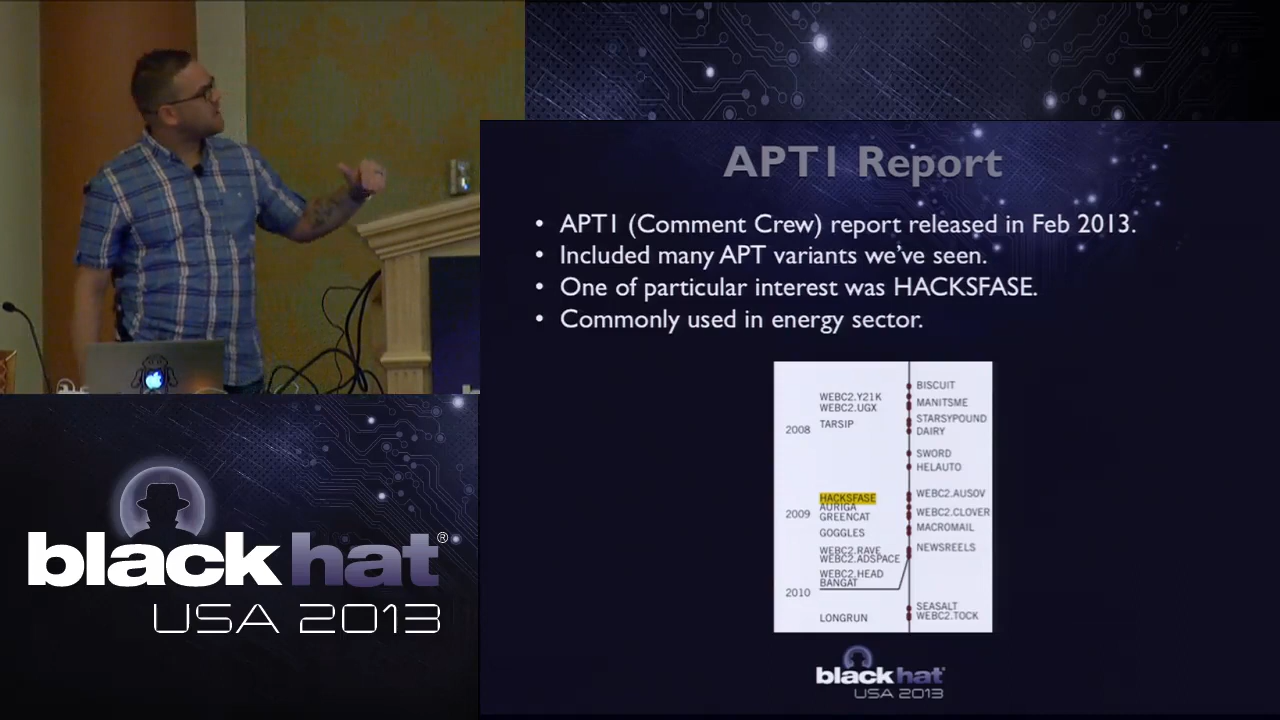 APT1 Report
• APT1 (Comment Crew) report released in Feb 2013.
• Included many APT variants we've seen.
• One of particular interest was HACKSFASE.
• Commonly used in energy sector.
BISCUIT
WEBC2.Y21K
MANITSME
WEBC2.UGX
STARSYPOUND
TARSIP
2008
DAIRY
SWORD
HELAUTO
WEBC2.AUSOV
HACKSFASE
AURIGA
WEBC2.CLOVER
2009
GREENCAT
MACROMAIL
GOGGLES
NEWSREELS
WEBC2.RAVE
WEBC2.ADSPACE
WEBC2.HEAD
BANGAT
2010
SEASALT
WEBC2.TOCK
LONGRUN
black hat®
USA 2013
black hat®
USA 2013